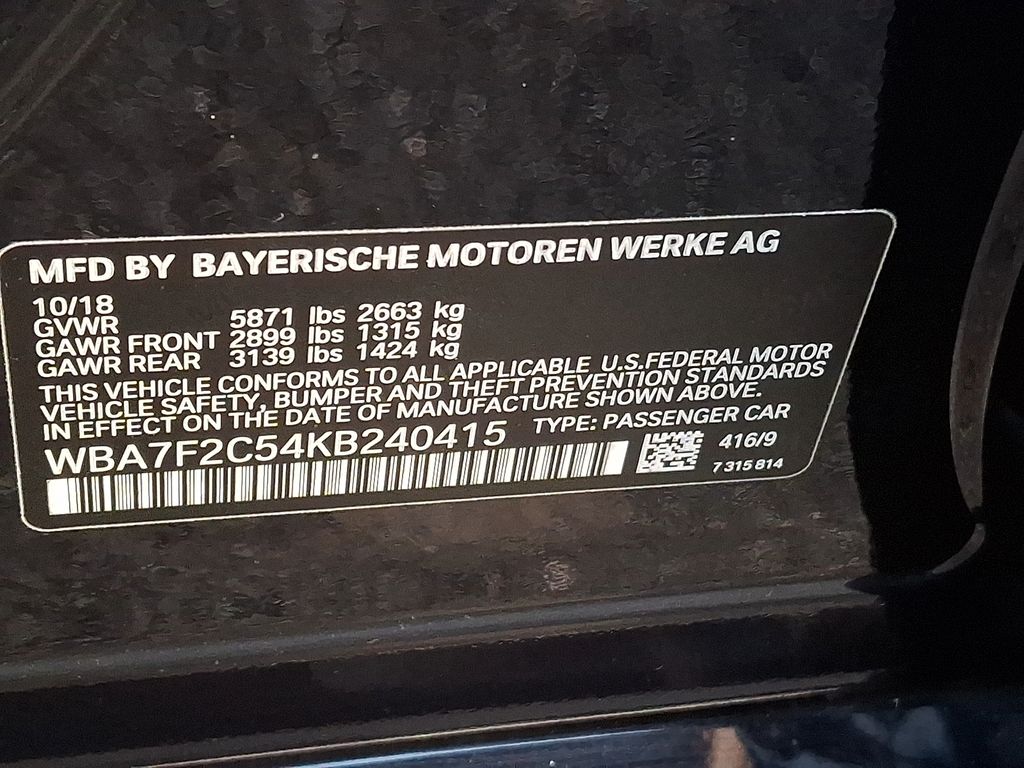 MFD BY BAYERISCHE MOTOREN WERKE AG
10/18
GVWR 5871 lbs 2663 kg
GAWR FRONT 2899 lbs 1315 kg
GAWR REAR 3139 lbs 1424 kg
THIS VEHICLE CONFORMS TO ALL APPLICABLE U.S.FEDERAL MOTOR
VEHICLE SAFETY, BUMPER AND THEFT PREVENTION STANDARDS
IN EFFECT ON THE DATE OF MANUFACTURE SHOWN ABOVE.
WBA7F2C54KB240415 TYPE: PASSENGER CAR
416/9
7 315 814